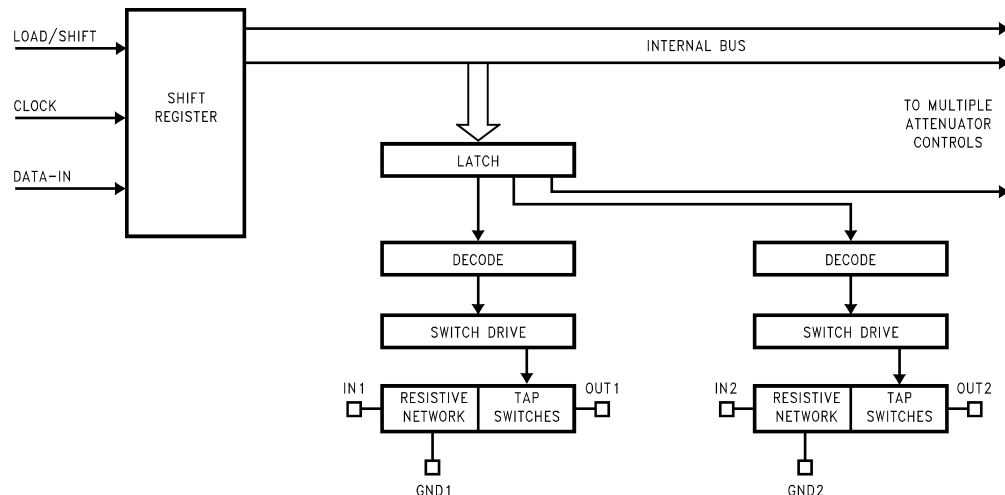 LOAD/SHIFT
CLOCK
DATA-IN
SHIFT
REGISTER
INTERNAL BUS
TO MULTIPLE
ATTENUATOR
CONTROLS
LATCH
DECODE
DECODE
SWITCH DRIVE
SWITCH DRIVE
IN1
RESISTIVE
NETWORK
TAP
SWITCHES
OUT1
GND1
IN2
RESISTIVE
NETWORK
TAP
SWITCHES
OUT2
GND2